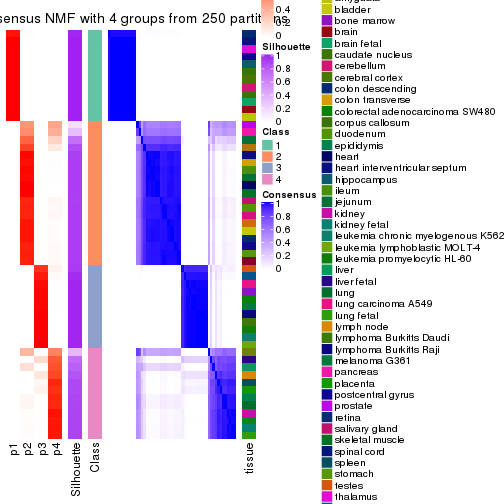 sensus NMF with 4 groups from 250 partitions
0.4
0.2
0
Silhouette
1
0.8
0.6
0.4
0.2
0
Class
1
2
3
4
Consensus
1
0.8
0.6
0.4
0.2
0
p1
p2
p3
p4
Silhouette
Class
tissue
amygdala
bladder
bone marrow
brain
brain fetal
caudate nucleus
cerebellum
cerebral cortex
colon descending
colon transverse
colorectal adenocarcinoma SW480
corpus callosum
duodenum
epididymis
heart
heart interventricular septum
hippocampus
ileum
jejunum
kidney
kidney fetal
leukemia chronic myelogenous K562
leukemia lymphoblastic MOLT-4
leukemia promyelocytic HL-60
liver
liver fetal
lung
lung carcinoma A549
lung fetal
lymph node
lymphoma Burkitts Daudi
lymphoma Burkitts Raji
melanoma G361
pancreas
placenta
postcentral gyrus
prostate
retina
salivary gland
skeletal muscle
spinal cord
spleen
stomach
testes
thalamus